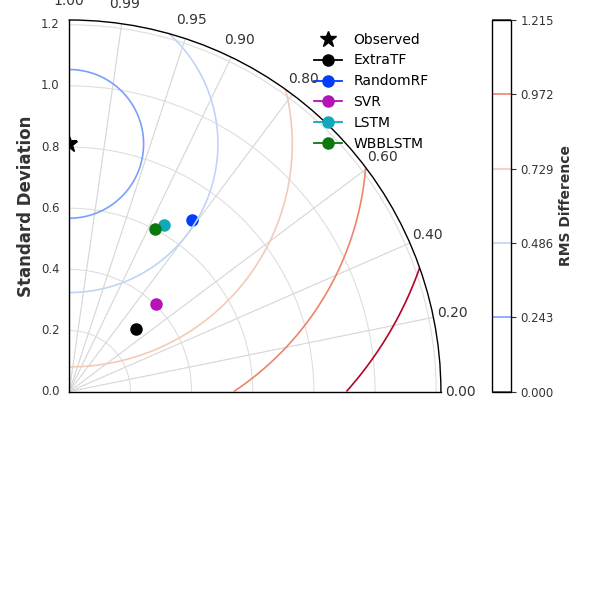 1.00
0.99
0.95
0.90
0.80
0.60
0.40
0.20
0.00
1.2
1.0
0.8
0.6
0.4
0.2
0.0
Standard Deviation
Observed
ExtraTF
RandomRF
SVR
LSTM
WBBLSTM
1.215
0.972
0.729
0.486
0.243
0.000
RMS Difference